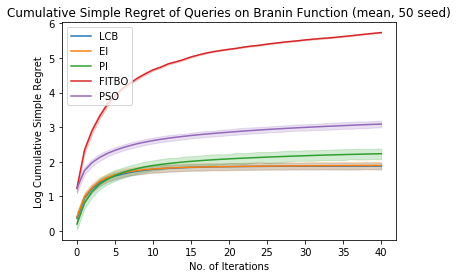 Cumulative Simple Regret of Queries on Branin Function (mean, 50 seed)
Log Cumulative Simple Regret
6
5
4
3
2
1
0
LCB
EI
PI
FITBO
PSO
0 5 10 15 20 25 30 35 40
No. of Iterations